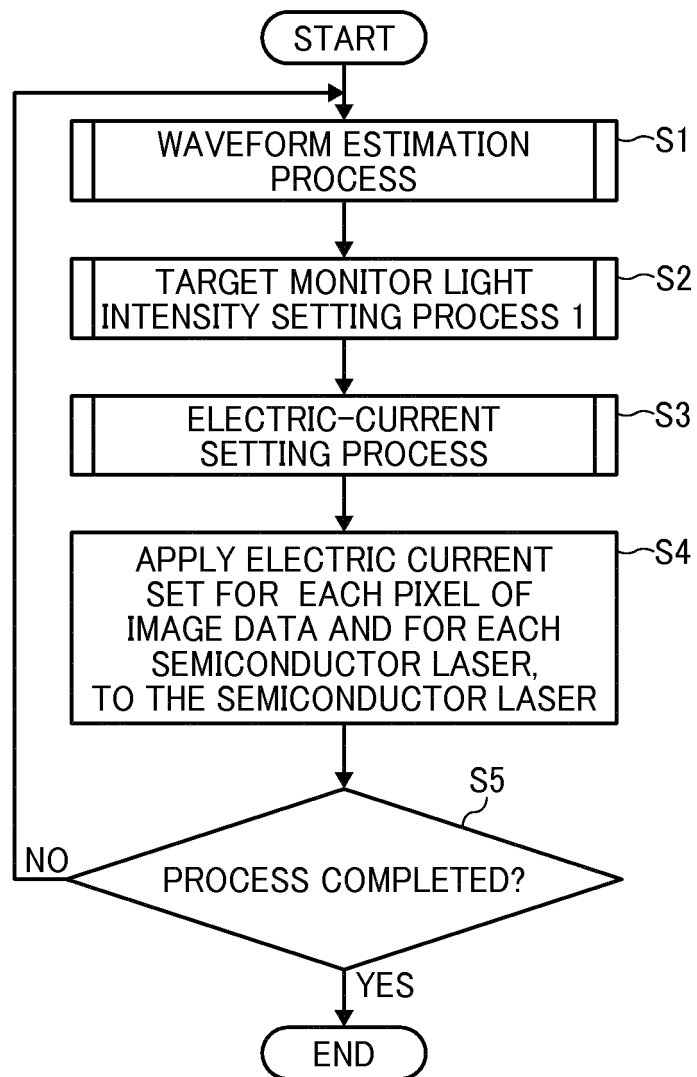 START
WAVEFORM ESTIMATION
PROCESS
S1
TARGET MONITOR LIGHT
INTENSITY SETTING PROCESS 1
S2
ELECTRIC-CURRENT
SETTING PROCESS
S3
APPLY ELECTRIC CURRENT
SET FOR EACH PIXEL OF
IMAGE DATA AND FOR EACH
SEMICONDUCTOR LASER,
TO THE SEMICONDUCTOR LASER
S4
S5
PROCESS COMPLETED?
NO
YES
END